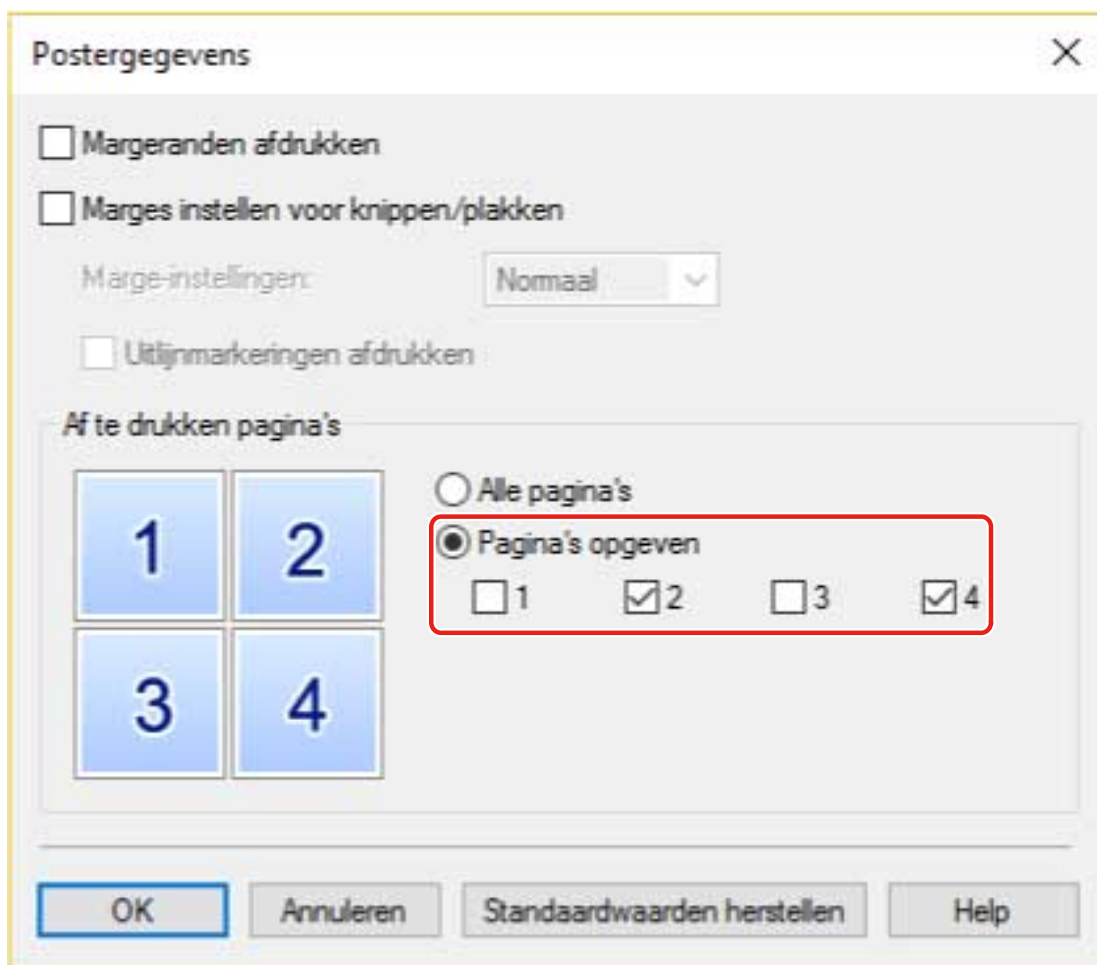 Postergegevens
Margeranden afdrukken
Marges instellen voor knippen/plakken
Marge-instellingen: Normaal
Uitlijnmarkeringen afdrukken
Af te drukken pagina's
1 2
3 4
Alle pagina's
Pagina's opgeven
1 2 3 4
OK Annuleren Standaardwaarden herstellen Help